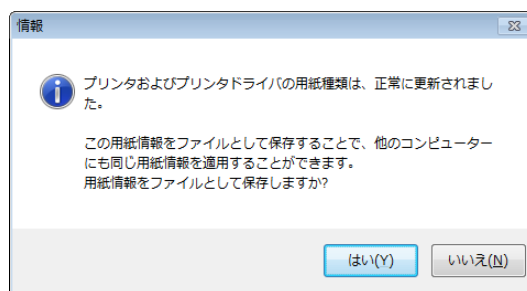 情報
プリンタおよびプリンタドライバの用紙種類は、正常に更新されまし
た。
この用紙情報をファイルとして保存することで、他のコンピューター
にも同じ用紙情報を適用することができます。
用紙情報をファイルとして保存しますか?
はい(Y)
いいえ(N)